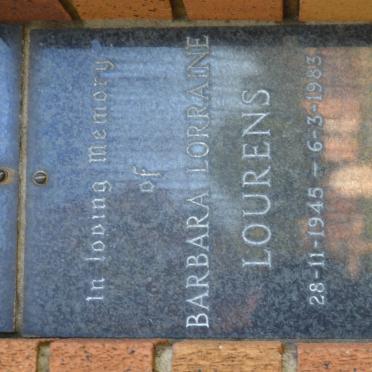 In loving Memory
of
BARBARA LORRAINE
LOURENS
28-11-1945 - 6-3-1983